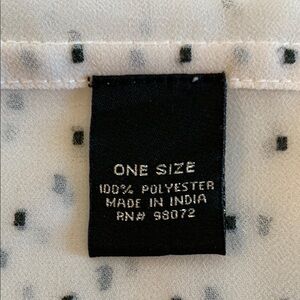 ONE SIZE
100% POLYESTER
MADE IN INDIA
RN# 98072